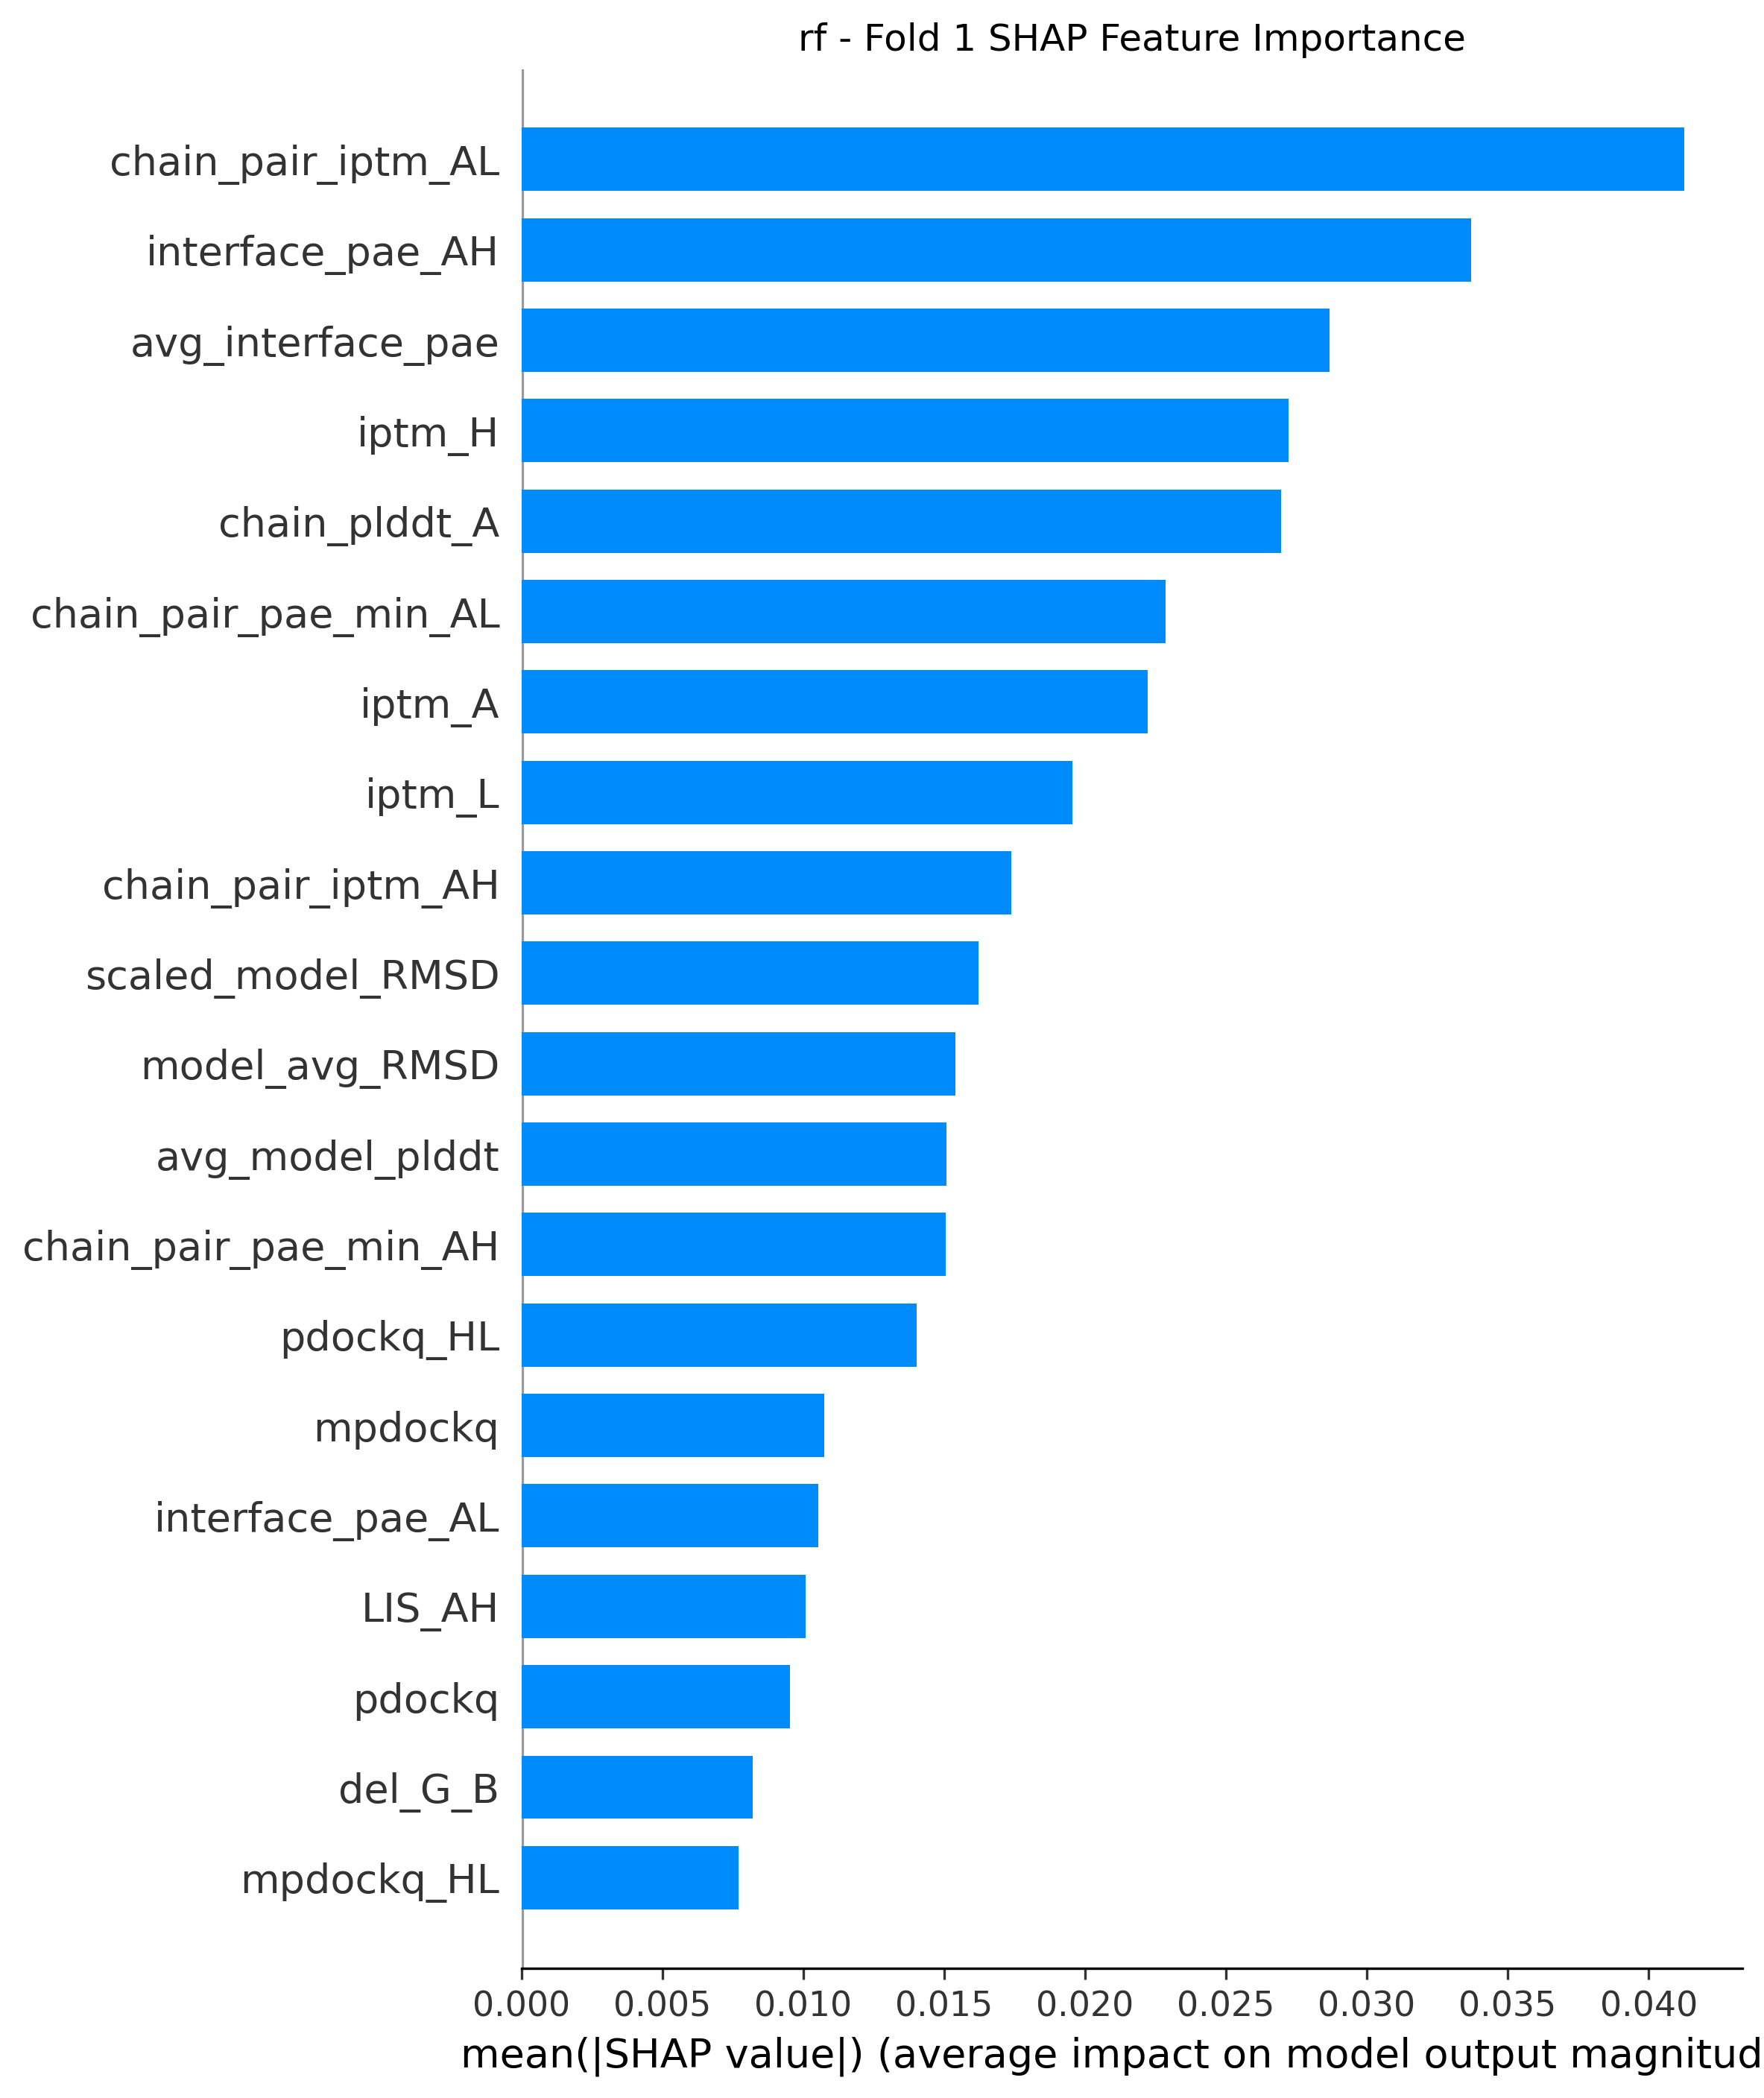 rf - Fold 1 SHAP Feature Importance
chain_pair_iptm_AL
interface_pae_AH
avg_interface_pae
iptm_H
chain_plddt_A
chain_pair_pae_min_AL
iptm_A
iptm_L
chain_pair_iptm_AH
scaled_model_RMSD
model_avg_RMSD
avg_model_plddt
chain_pair_pae_min_AH
pdockq_HL
mpdockq
interface_pae_AL
LIS_AH
pdockq
del_G_B
mpdockq_HL
0.000 0.005 0.010 0.015 0.020 0.025 0.030 0.035 0.040
mean(|SHAP value|) (average impact on model output magnitud